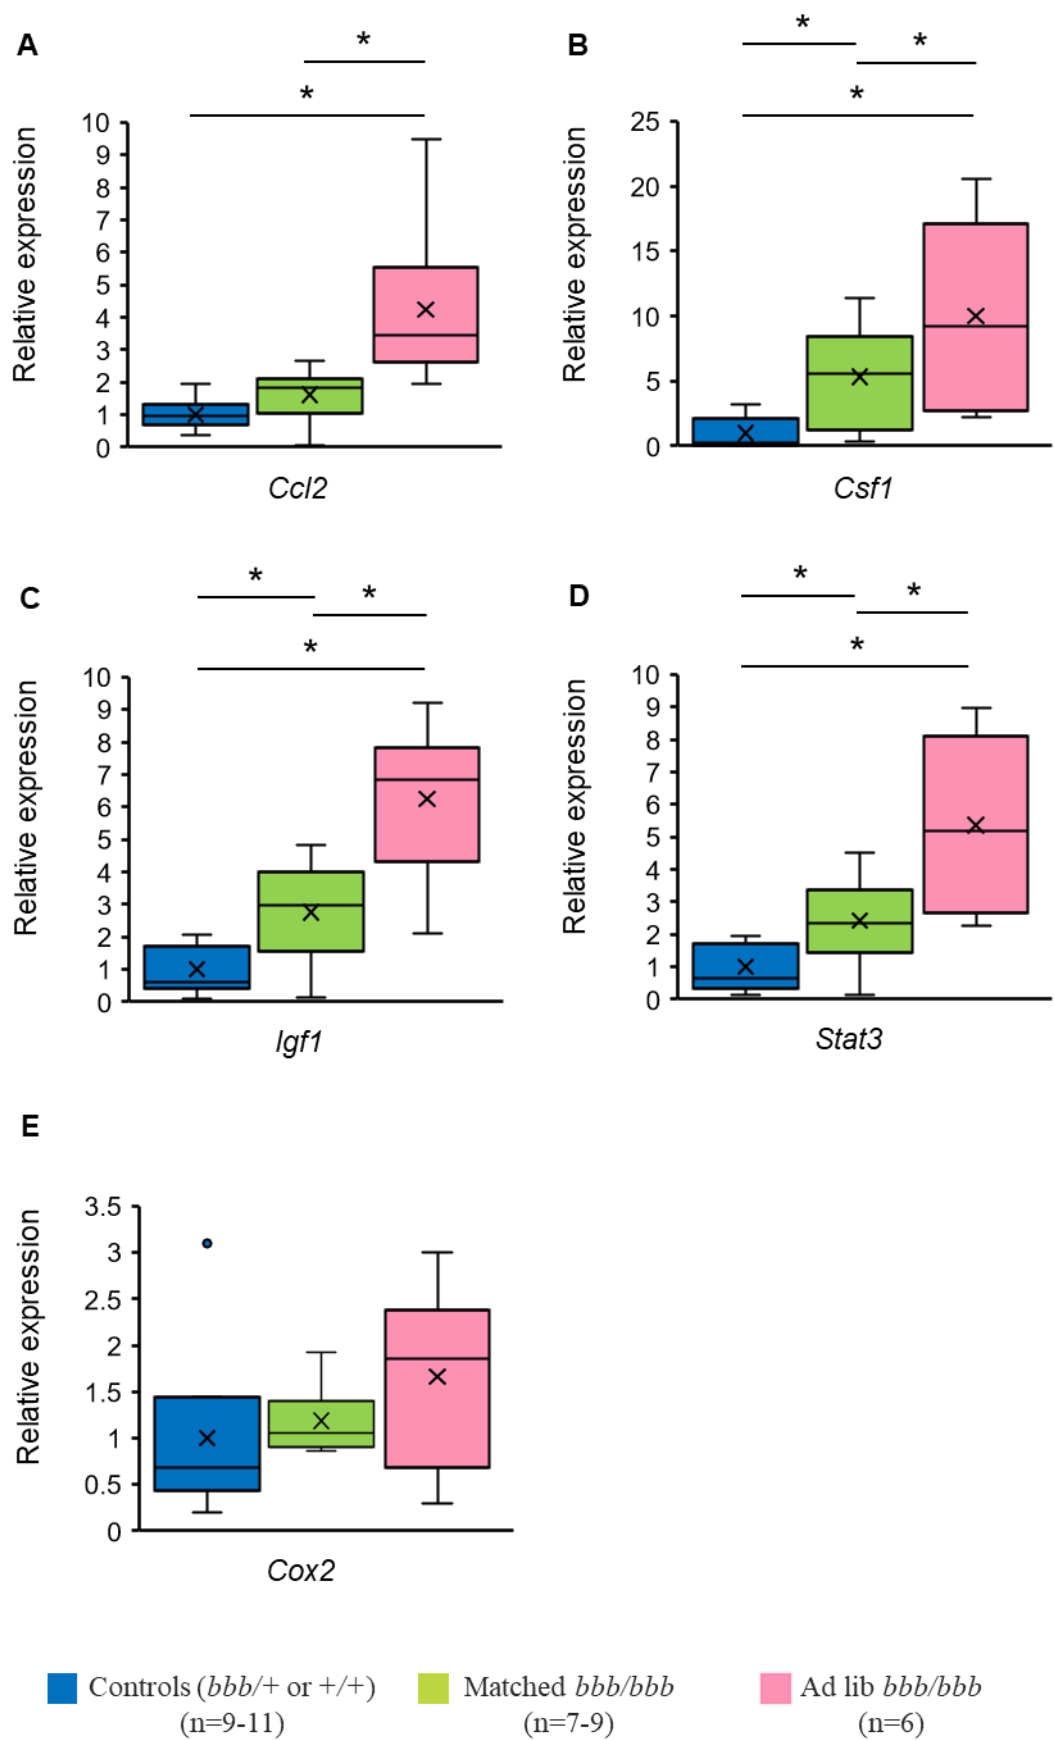 A
*
*
Relative expression
10
9
8
7
6
5
4
3
2
1
0
Ccl2
B
*
*
*
Relative expression
25
20
15
10
5
0
Csf1
C
*
*
*
Relative expression
10
9
8
7
6
5
4
3
2
1
0
Igf1
D
*
*
*
Relative expression
10
9
8
7
6
5
4
3
2
1
0
Stat3
E
Relative expression
3.5
3
2.5
2
1.5
1
0.5
0
Cox2
Controls (bbb/+ or +/+)
(n=9-11)
Matched bbb/bbb
(n=7-9)
Ad lib bbb/bbb
(n=6)